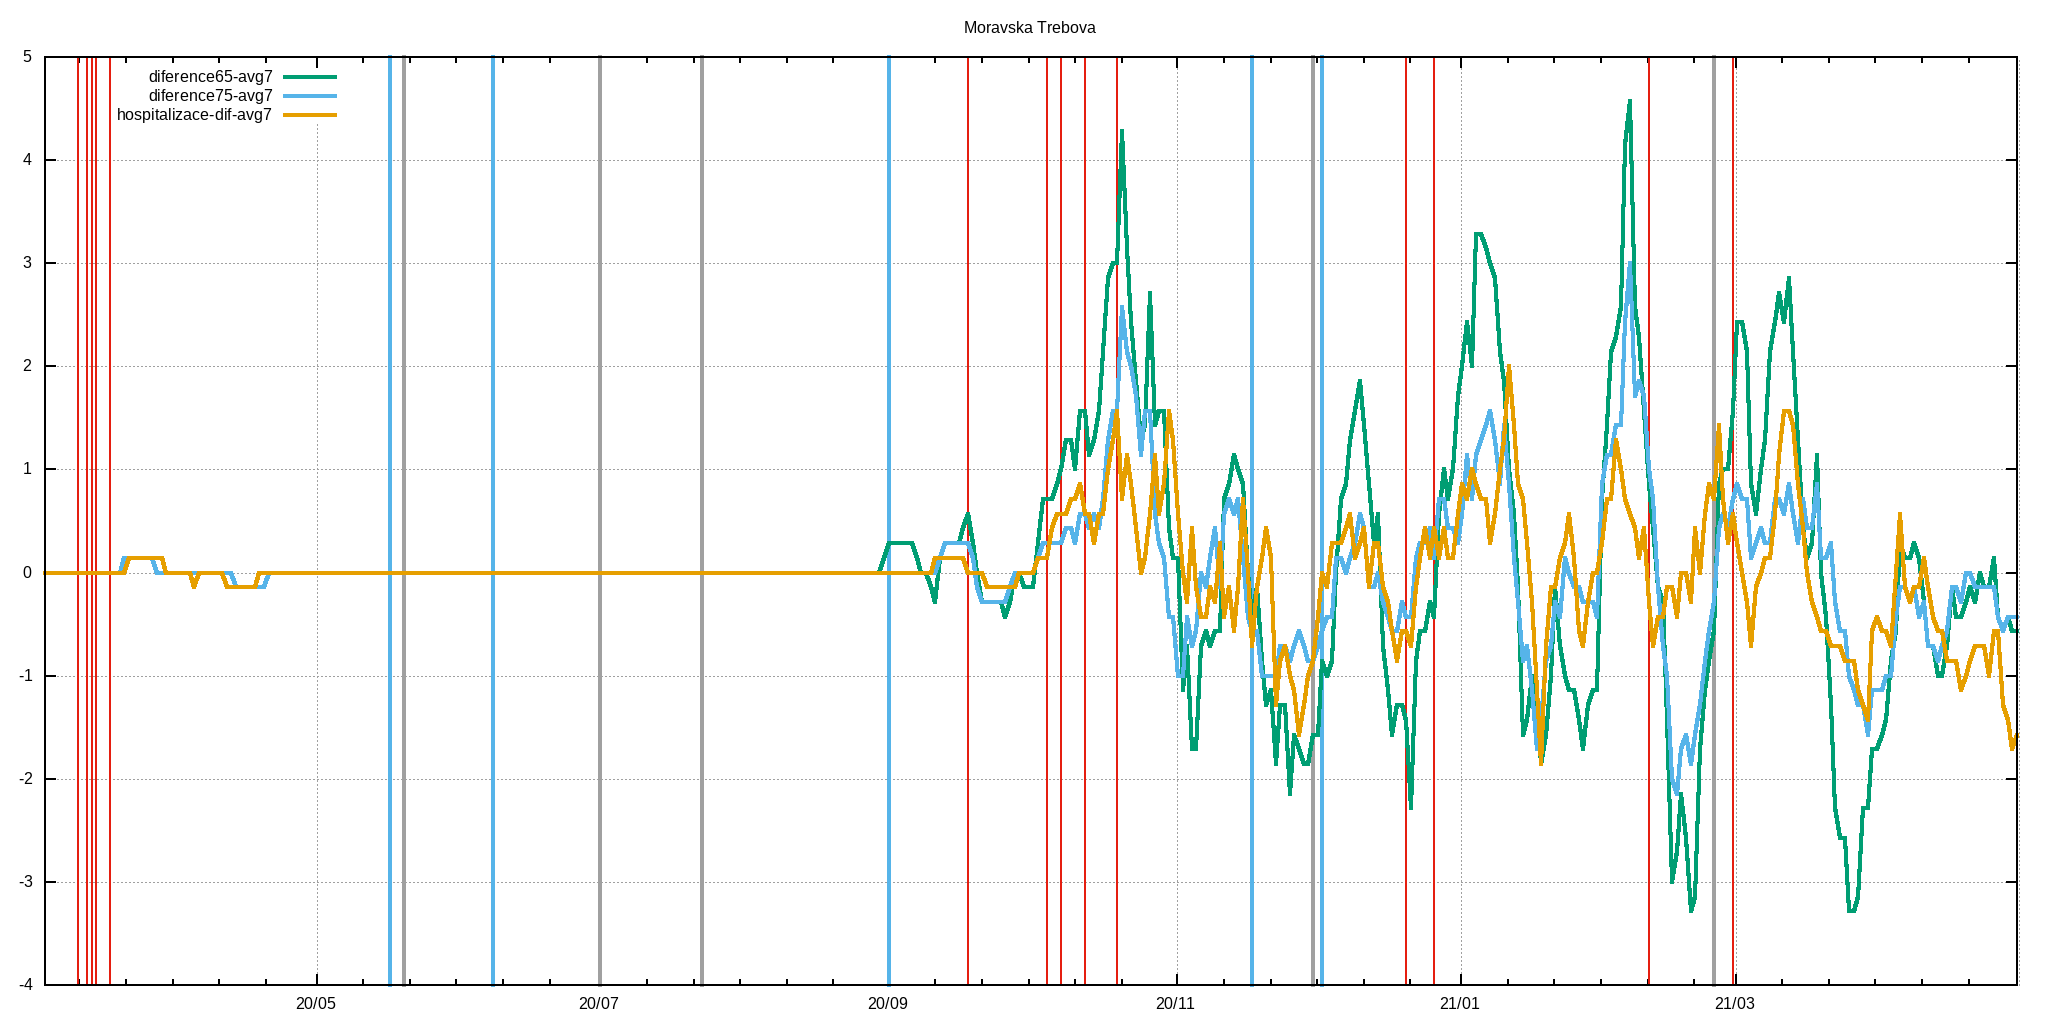 Moravska Trebova
5
diference65-avg7
diference75-avg7
hospitalizace-dif-avg7
4
3
2
1
0
-1
-2
-3
-4
20/05 20/07 20/09 20/11 21/01 21/03